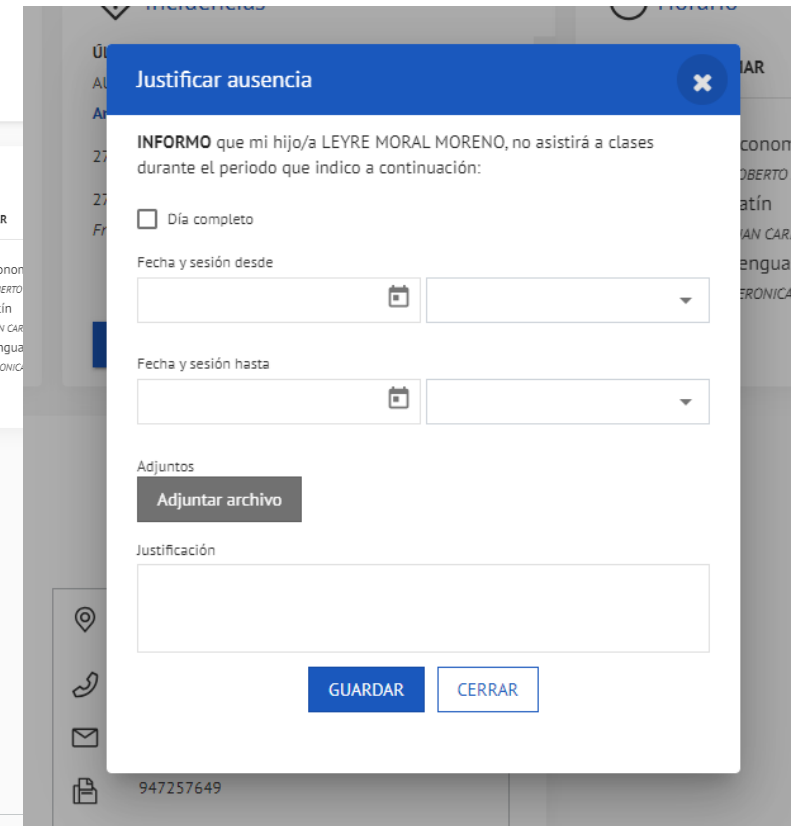 Justificar ausencia
INFORMO que mi hijo/a LEYRE MORAL MORENO, no asistirá a clases
durante el periodo que indico a continuación:
Día completo
Fecha y sesión desde
Fecha y sesión hasta
Adjuntos
Adjuntar archivo
Justificación
GUARDAR
CERRAR
947257649